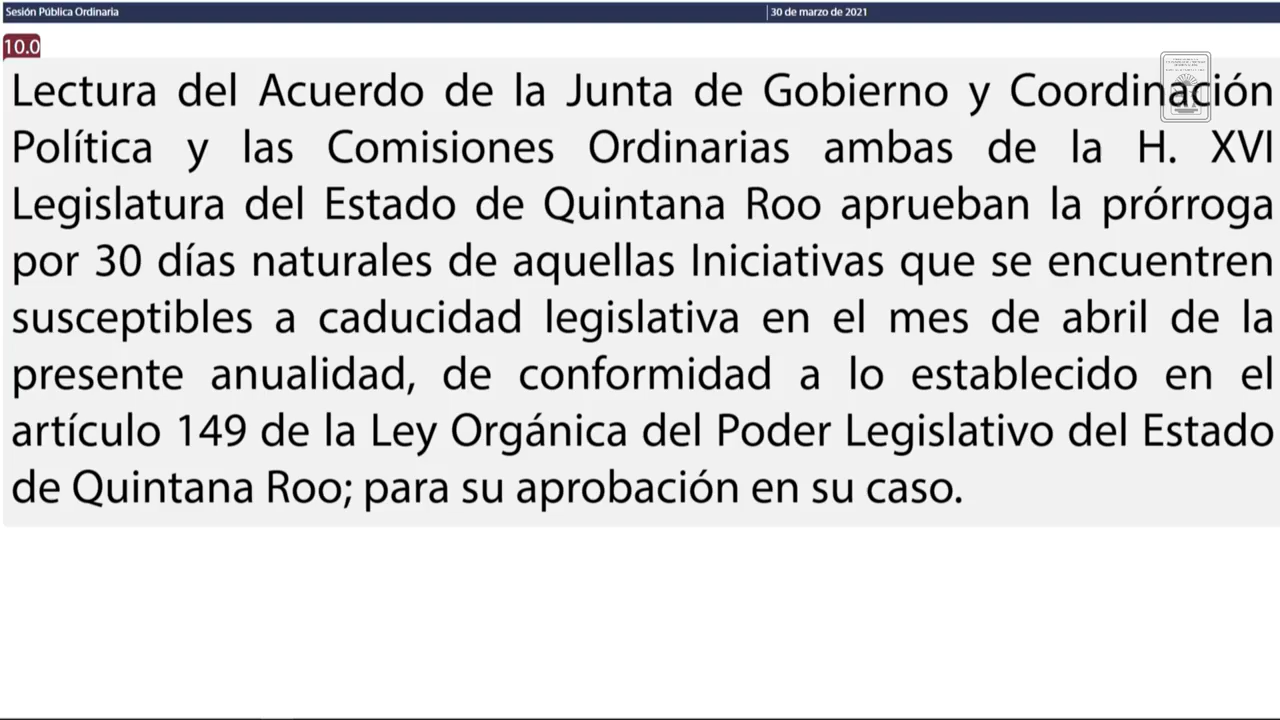 Sesión Pública Ordinaria
30 de marzo de 2021
10.0
Lectura del Acuerdo de la Junta de Gobierno y Coordinación
Política y las Comisiones Ordinarias ambas de la H. XVI
Legislatura del Estado de Quintana Roo aprueban la prórroga
por 30 días naturales de aquellas Iniciativas que se encuentren
susceptibles a caducidad legislativa en el mes de abril de la
presente anualidad, de conformidad a lo establecido en el
artículo 149 de la Ley Orgánica del Poder Legislativo del Estado
de Quintana Roo; para su aprobación en su caso.